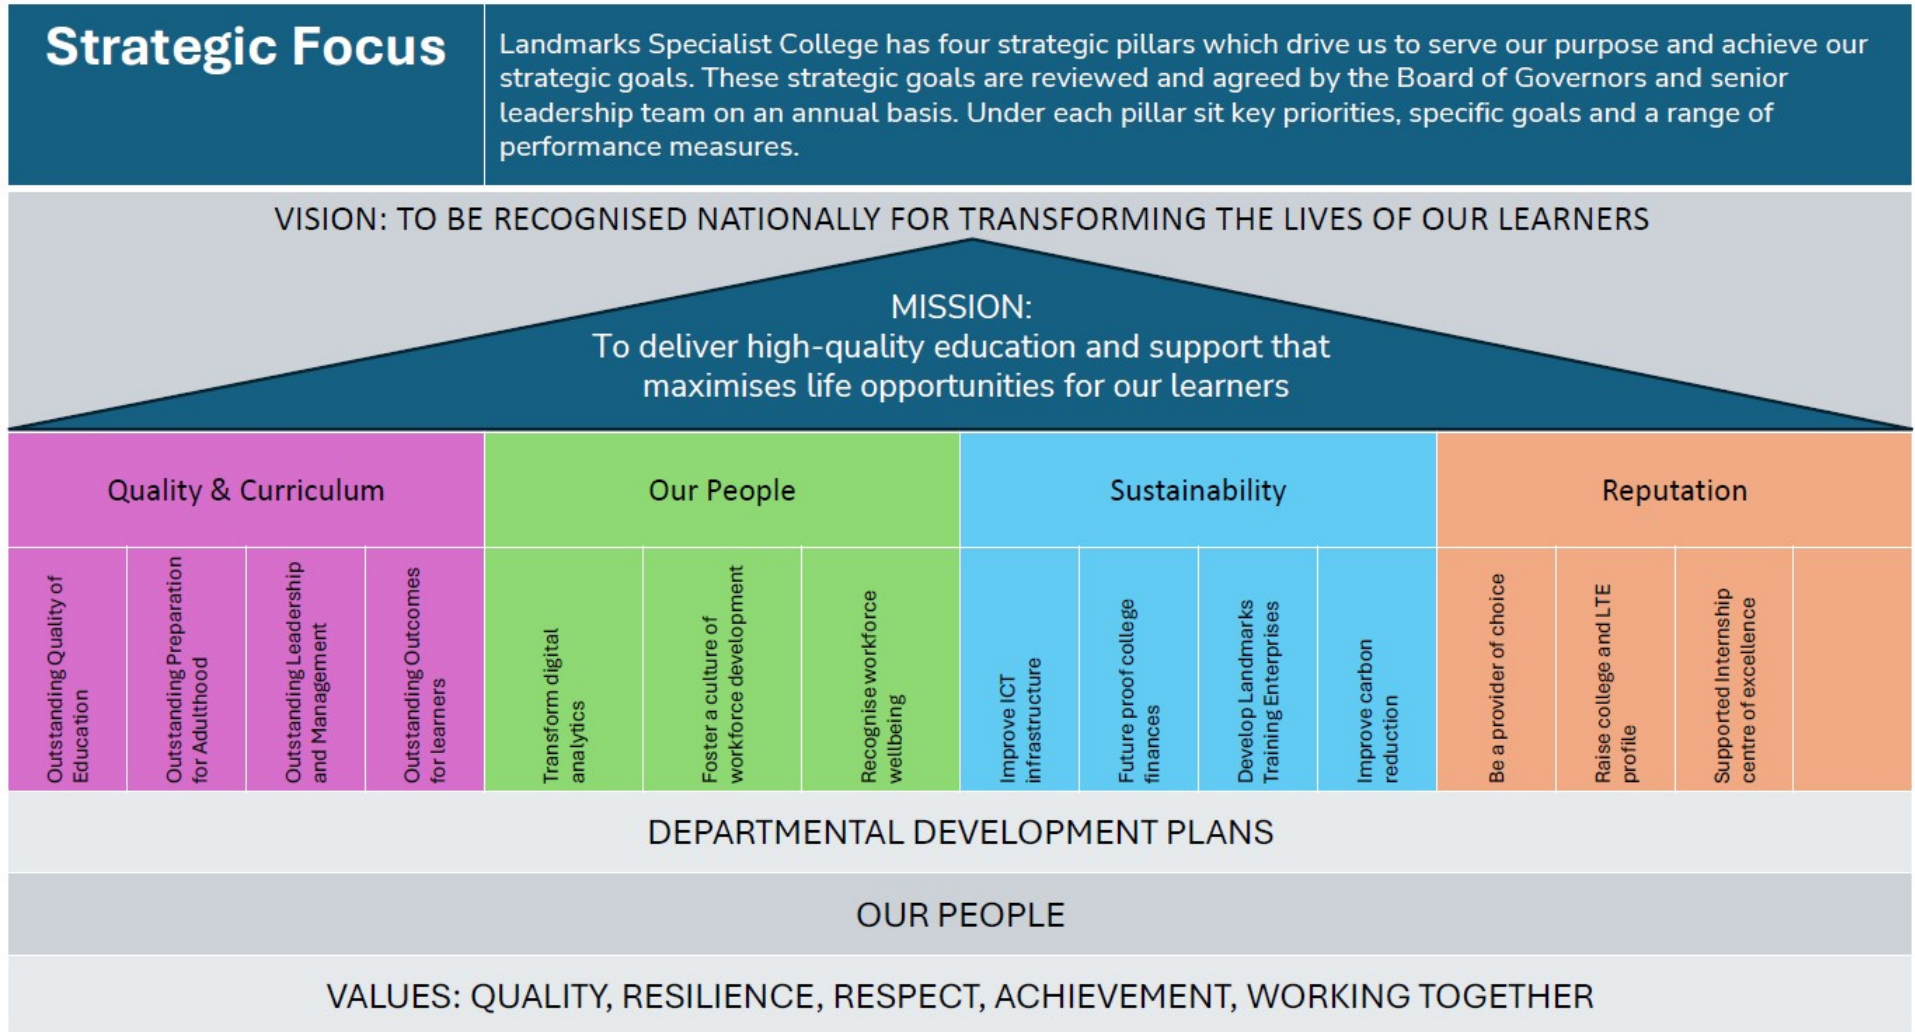 Strategic Focus
Landmarks Specialist College has four strategic pillars which drive us to serve our purpose and achieve our
strategic goals. These strategic goals are reviewed and agreed by the Board of Governors and senior
leadership team on an annual basis. Under each pillar sit key priorities, specific goals and a range of
performance measures.
VISION: TO BE RECOGNISED NATIONALLY FOR TRANSFORMING THE LIVES OF OUR LEARNERS
MISSION:
To deliver high-quality education and support that
maximises life opportunities for our learners
Quality & Curriculum
Our People
Sustainability
Reputation
Outstanding Quality of
Education
Outstanding Preparation
for Adulthood
Outstanding Leadership
and Management
Outstanding Outcomes
for learners
Transform digital
analytics
Foster a culture of
workforce development
Recognise workforce
wellbeing
Improve ICT
infrastructure
Future proof college
finances
Develop Landmarks
Training Enterprises
Improve carbon
reduction
Be a provider of choice
Raise college and LTE
profile
Supported Internship
centre of excellence
DEPARTMENTAL DEVELOPMENT PLANS
OUR PEOPLE
VALUES: QUALITY, RESILIENCE, RESPECT, ACHIEVEMENT, WORKING TOGETHER